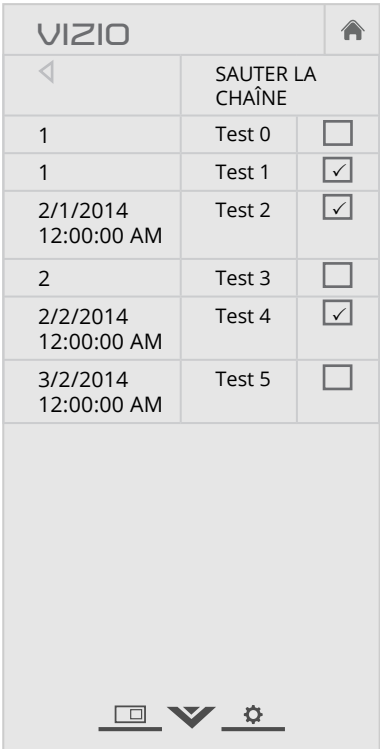 VIZIO
SAUTER LA
CHAÎNE
1 Test 0
1 Test 1
2/1/2014 Test 2
12:00:00 AM
2 Test 3
2/2/2014 Test 4
12:00:00 AM
3/2/2014 Test 5
12:00:00 AM